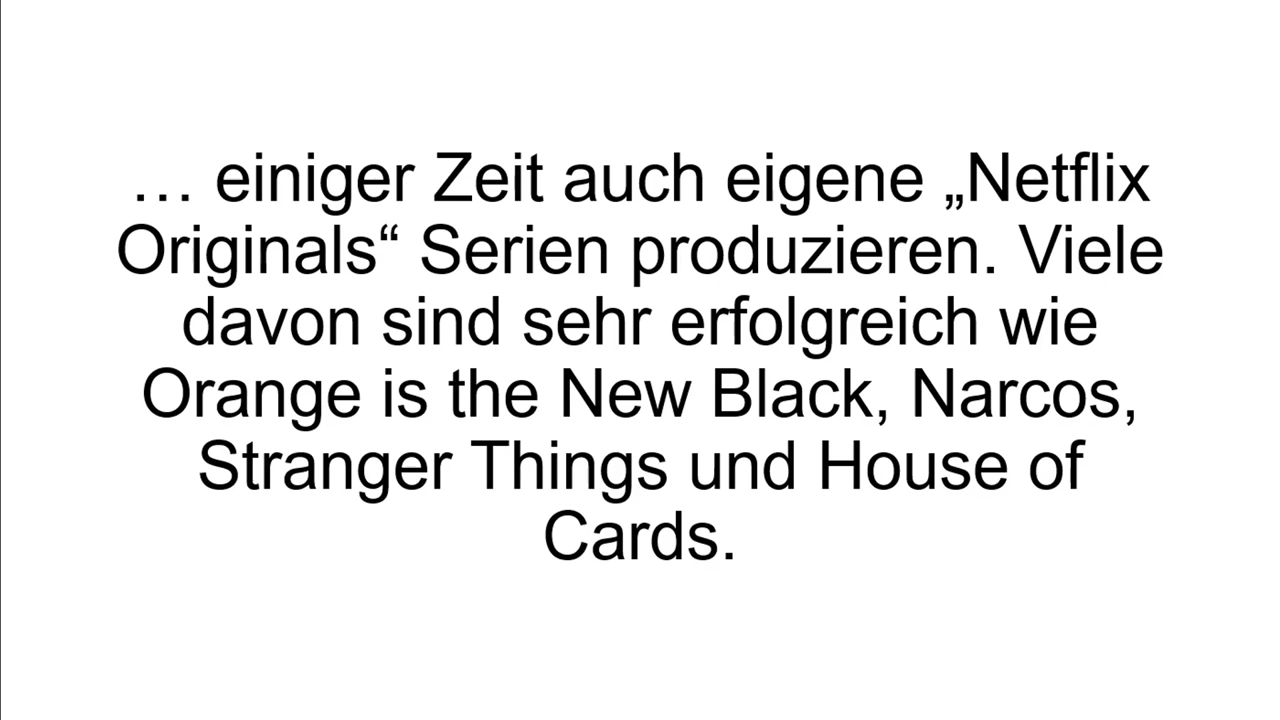 … einiger Zeit auch eigene „Netflix
Originals“ Serien produzieren. Viele
davon sind sehr erfolgreich wie
Orange is the New Black, Narcos,
Stranger Things und House of
Cards.